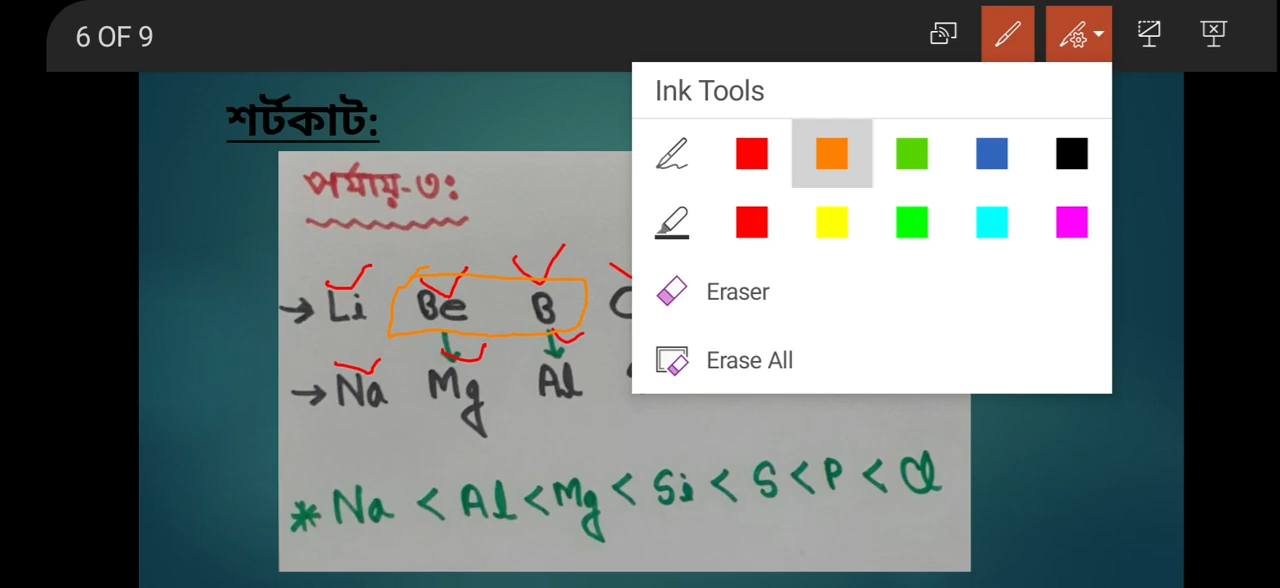 6 OF 9
Ink Tools
Eraser
Erase All
শর্টকাট:
পর্যায়-৩:
→ Li Be B C
→ Na Mg Al
* Na < Al < Mg < Si < S < P < Cl